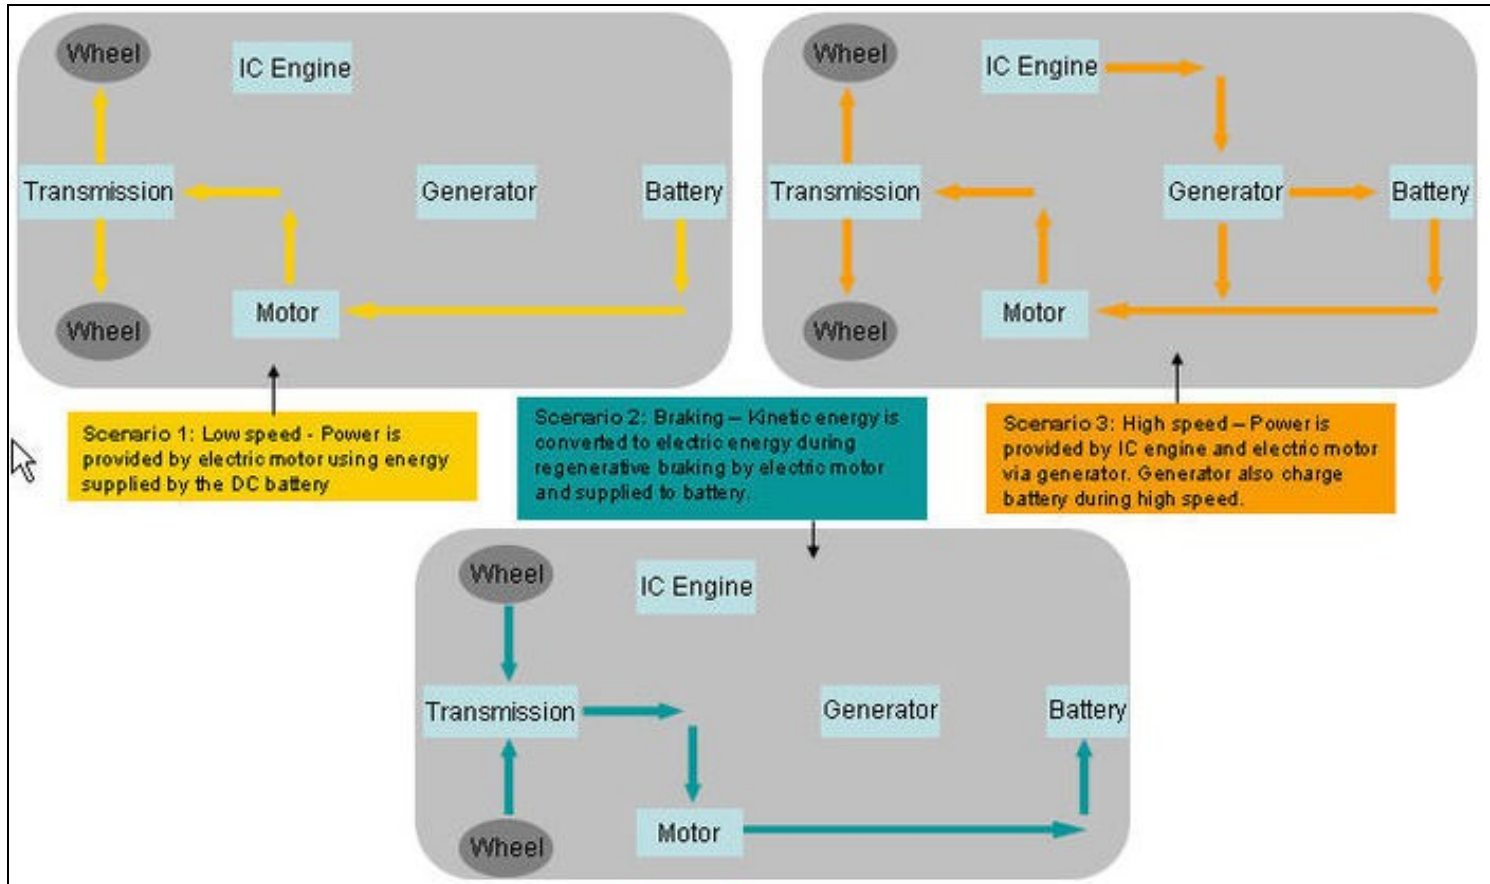 Wheel
IC Engine
Transmission
Generator
Battery
Motor
Wheel
Wheel
IC Engine
Transmission
Generator
Battery
Motor
Wheel
Scenario 1: Low speed - Power is
provided by electric motor using energy
supplied by the DC battery
Scenario 2: Braking – Kinetic energy is
converted to electric energy during
regenerative braking by electric motor
and supplied to battery.
Scenario 3: High speed – Power is
provided by IC engine and electric motor
via generator. Generator also charge
battery during high speed.
Wheel
IC Engine
Transmission
Generator
Battery
Motor
Wheel